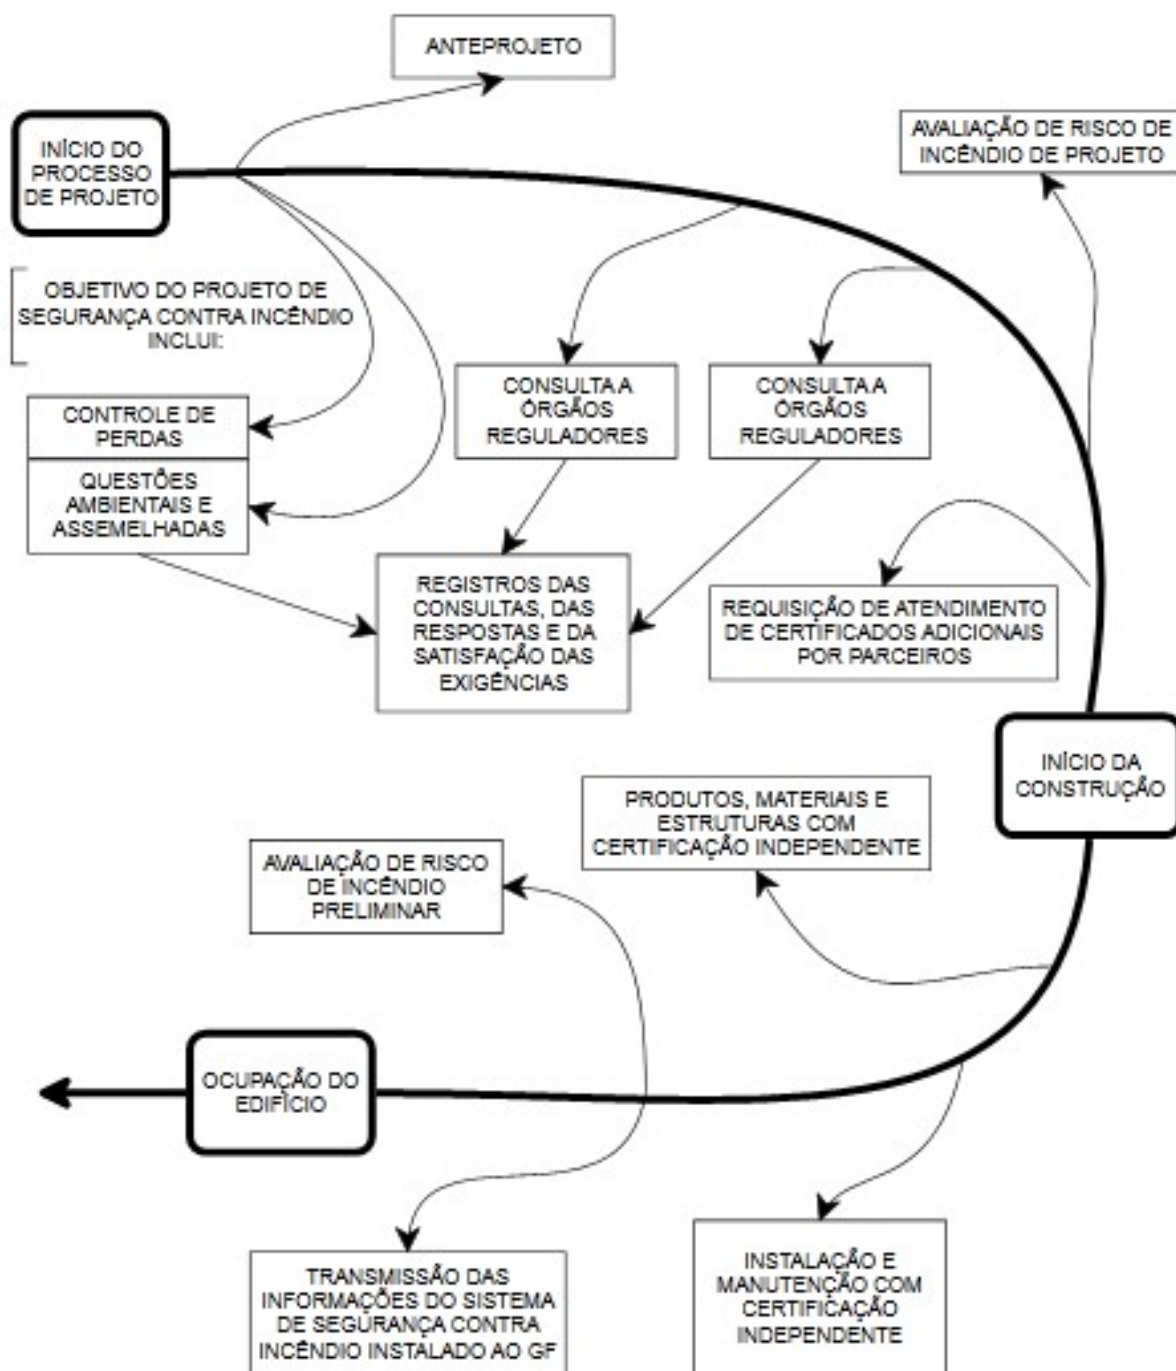 ANTEPROJETO
INÍCIO DO
PROCESSO
DE PROJETO
AVALIAÇÃO DE RISCO DE
INCÊNDIO DE PROJETO
OBJETIVO DO PROJETO DE
SEGURANÇA CONTRA INCÊNDIO
INCLUI:
CONTROLE DE
PERDAS
QUESTÕES
AMBIENTAIS E
ASSEMELHADAS
CONSULTA A
ÓRGÃOS
REGULADORES
CONSULTA A
ÓRGÃOS
REGULADORES
REGISTROS DAS
CONSULTAS, DAS
RESPOSTAS E DA
SATISFAÇÃO DAS
EXIGÊNCIAS
REQUISIÇÃO DE ATENDIMENTO
DE CERTIFICADOS ADICIONAIS
POR PARCEIROS
INÍCIO DA
CONSTRUÇÃO
PRODUTOS, MATERIAIS E
ESTRUTURAS COM
CERTIFICAÇÃO INDEPENDENTE
AVALIAÇÃO DE RISCO
DE INCÊNDIO
PRELIMINAR
OCUPAÇÃO DO
EDIFÍCIO
TRANSMISSÃO DAS
INFORMAÇÕES DO SISTEMA
DE SEGURANÇA CONTRA
INCÊNDIO INSTALADO AO GF
INSTALAÇÃO E
MANUTENÇÃO COM
CERTIFICAÇÃO
INDEPENDENTE